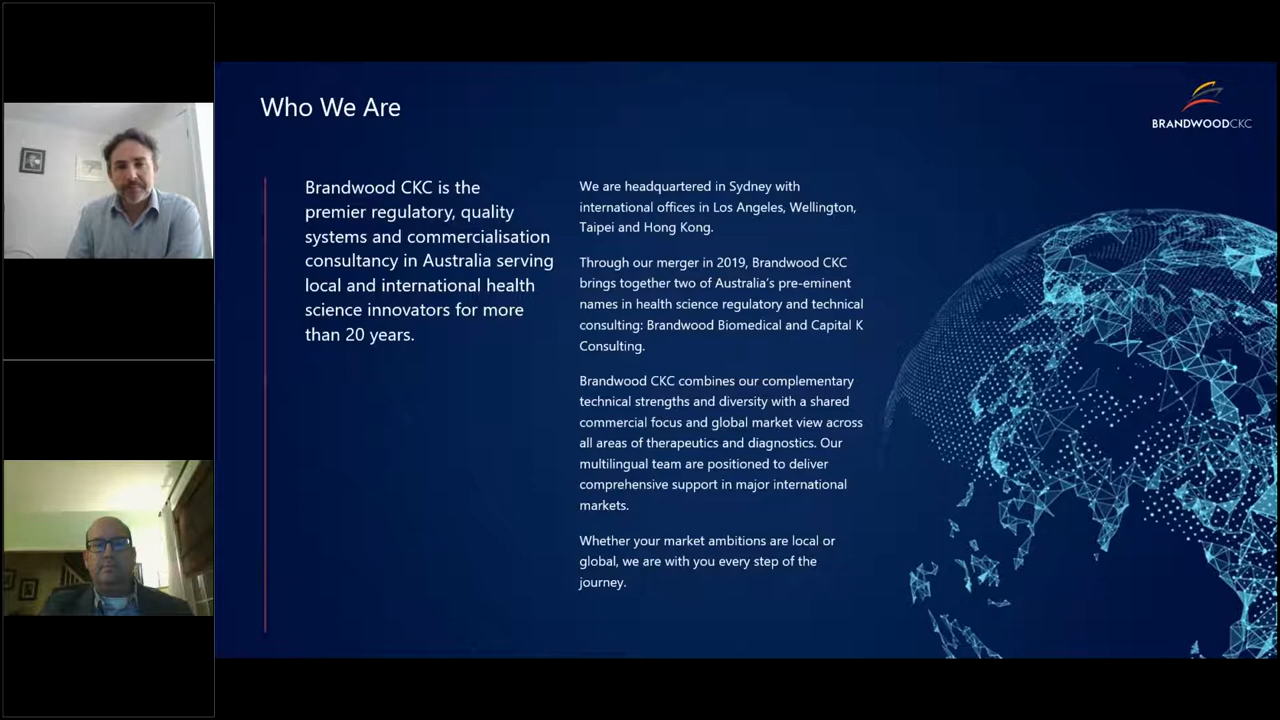 Who We Are
BRANDWOODCKC
Brandwood CKC is the
premier regulatory, quality
systems and commercialisation
consultancy in Australia serving
local and international health
science innovators for more
than 20 years.
We are headquartered in Sydney with
international offices in Los Angeles, Wellington,
Taipei and Hong Kong.
Through our merger in 2019, Brandwood CKC
brings together two of Australia's pre-eminent
names in health science regulatory and technical
consulting: Brandwood Biomedical and Capital K
Consulting.
Brandwood CKC combines our complementary
technical strengths and diversity with a shared
commercial focus and global market view across
all areas of therapeutics and diagnostics. Our
multilingual team are positioned to deliver
comprehensive support in major international
markets.
Whether your market ambitions are local or
global, we are with you every step of the
journey.